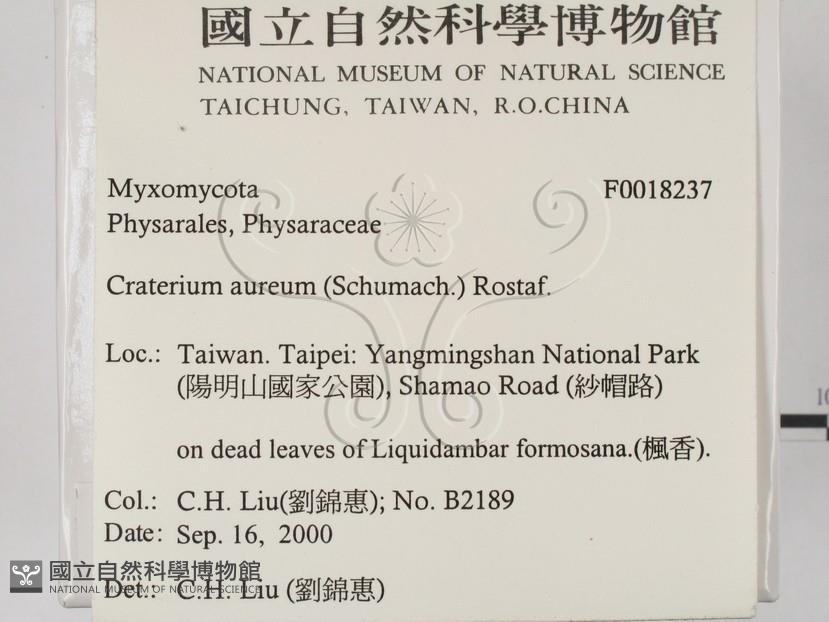 國立自然科學博物館
NATIONAL MUSEUM OF NATURAL SCIENCE
TAICHUNG, TAIWAN, R.O.CHINA
Myxomycota F0018237
Physarales, Physaraceae
Craterium aureum (Schumach.) Rostaf.
Loc.: Taiwan. Taipei: Yangmingshan National Park
(陽明山國家公園), Shamao Road (紗帽路)
on dead leaves of Liquidambar formosana.(楓香).
Col.: C.H. Liu(劉錦惠); No. B2189
Date: Sep. 16, 2000
國立自然科學博物館
NATIONAL MUSEUM OF NATURAL SCIENCE
Det.: C.H. Liu (劉錦惠)